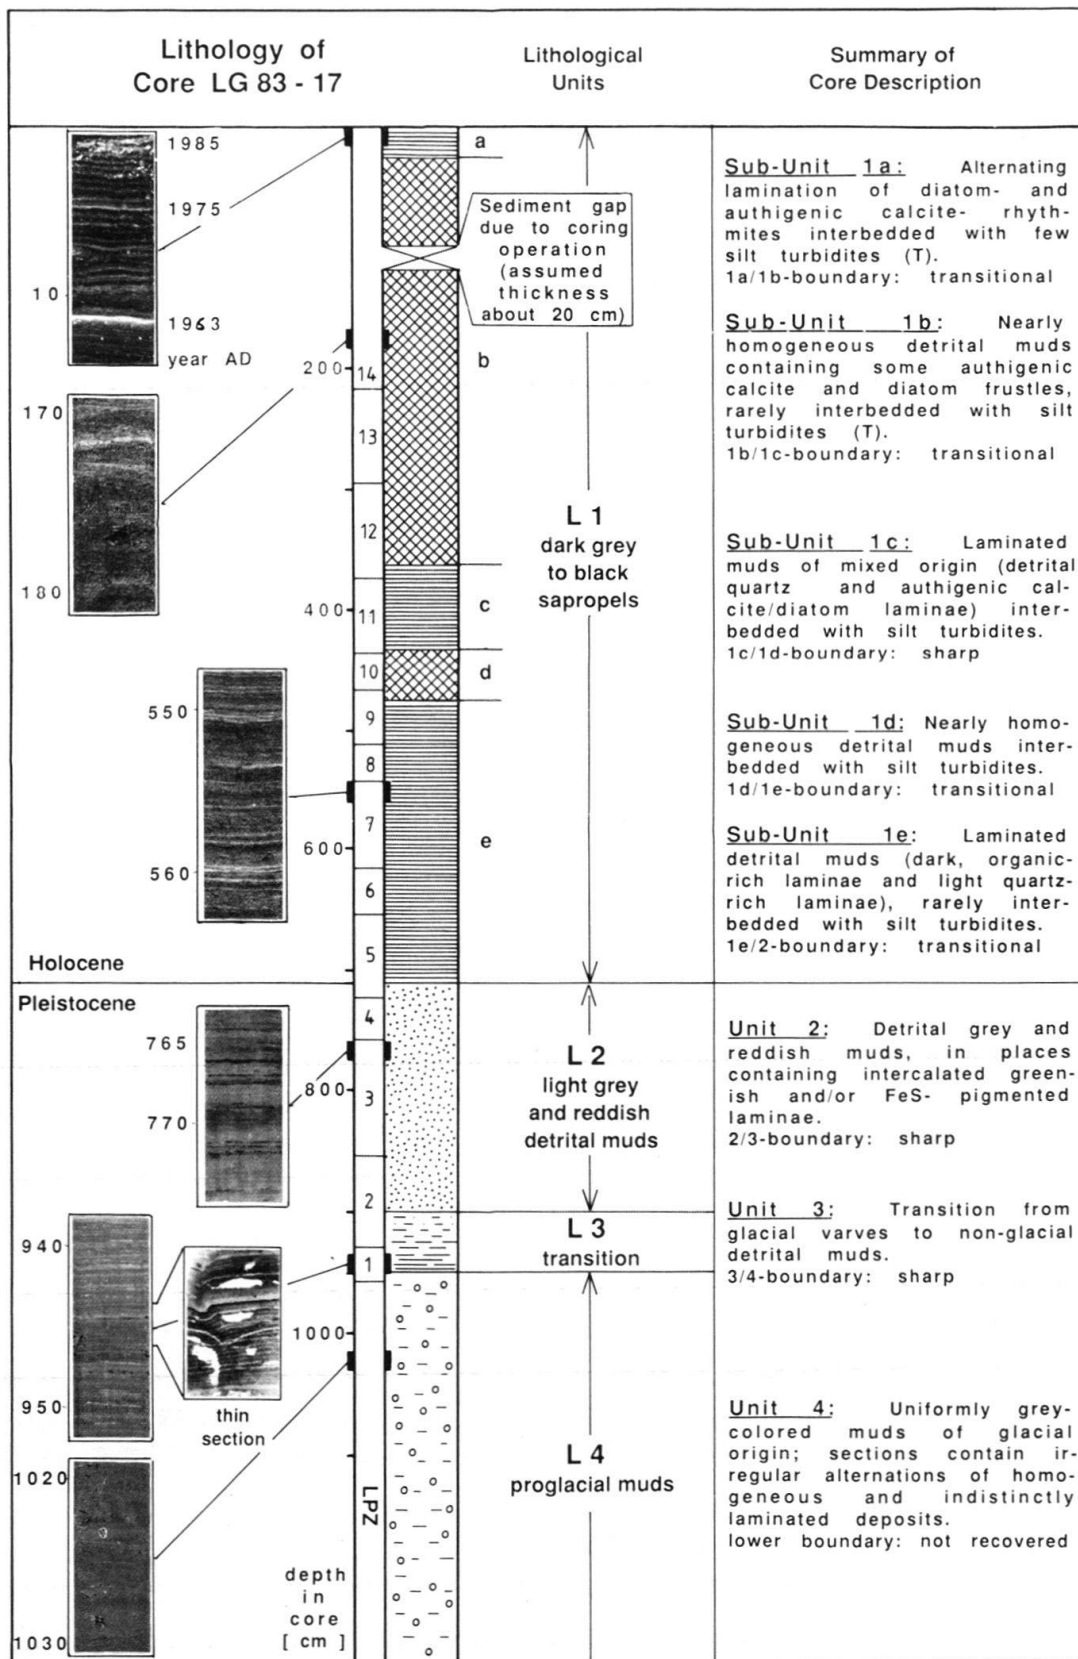 Lithology of
Core LG 83 - 17
Lithological
Units
Summary of
Core Description
1985
1975
10
1963
year AD
170
180
550
560
Holocene
Pleistocene
765
770
940
950
thin
section
1020
1030
200
400
600
800
1000
depth
in
core
[ cm ]
14
13
12
11
10
9
8
7
6
5
4
3
2
1
LPZ
a
b
c
d
e
Sediment gap
due to coring
operation
(assumed
thickness
about 20 cm)
L 1
dark grey
to black
sapropels
L 2
light grey
and reddish
detrital muds
L 3
transition
L 4
proglacial muds
Sub-Unit 1a: Alternating
lamination of diatom- and
authigenic calcite- rhyth-
mites interbedded with few
silt turbidites (T).
1a/1b-boundary: transitional
Sub-Unit 1b: Nearly
homogeneous detrital muds
containing some authigenic
calcite and diatom frustles,
rarely interbedded with silt
turbidites (T).
1b/1c-boundary: transitional
Sub-Unit 1c: Laminated
muds of mixed origin (detrital
quartz and authigenic cal-
cite/diatom laminae) inter-
bedded with silt turbidites.
1c/1d-boundary: sharp
Sub-Unit 1d: Nearly homo-
geneous detrital muds inter-
bedded with silt turbidites.
1d/1e-boundary: transitional
Sub-Unit 1e: Laminated
detrital muds (dark, organic-
rich laminae and light quartz-
rich laminae), rarely inter-
bedded with silt turbidites.
1e/2-boundary: transitional
Unit 2: Detrital grey and
reddish muds, in places
containing intercalated green-
ish and/or FeS- pigmented
laminae.
2/3-boundary: sharp
Unit 3: Transition from
glacial varves to non-glacial
detrital muds.
3/4-boundary: sharp
Unit 4: Uniformly grey-
colored muds of glacial
origin; sections contain ir-
regular alternations of homo-
geneous and indistinctly
laminated deposits.
lower boundary: not recovered